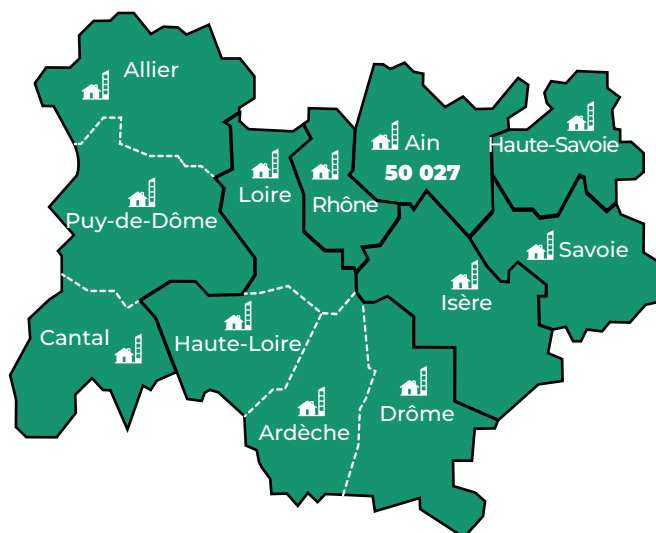 Allier
Ain
50 027
Haute-Savoie
Loire
Rhône
Puy-de-Dôme
Savoie
Isère
Cantal
Haute-Loire
Drôme
Ardèche